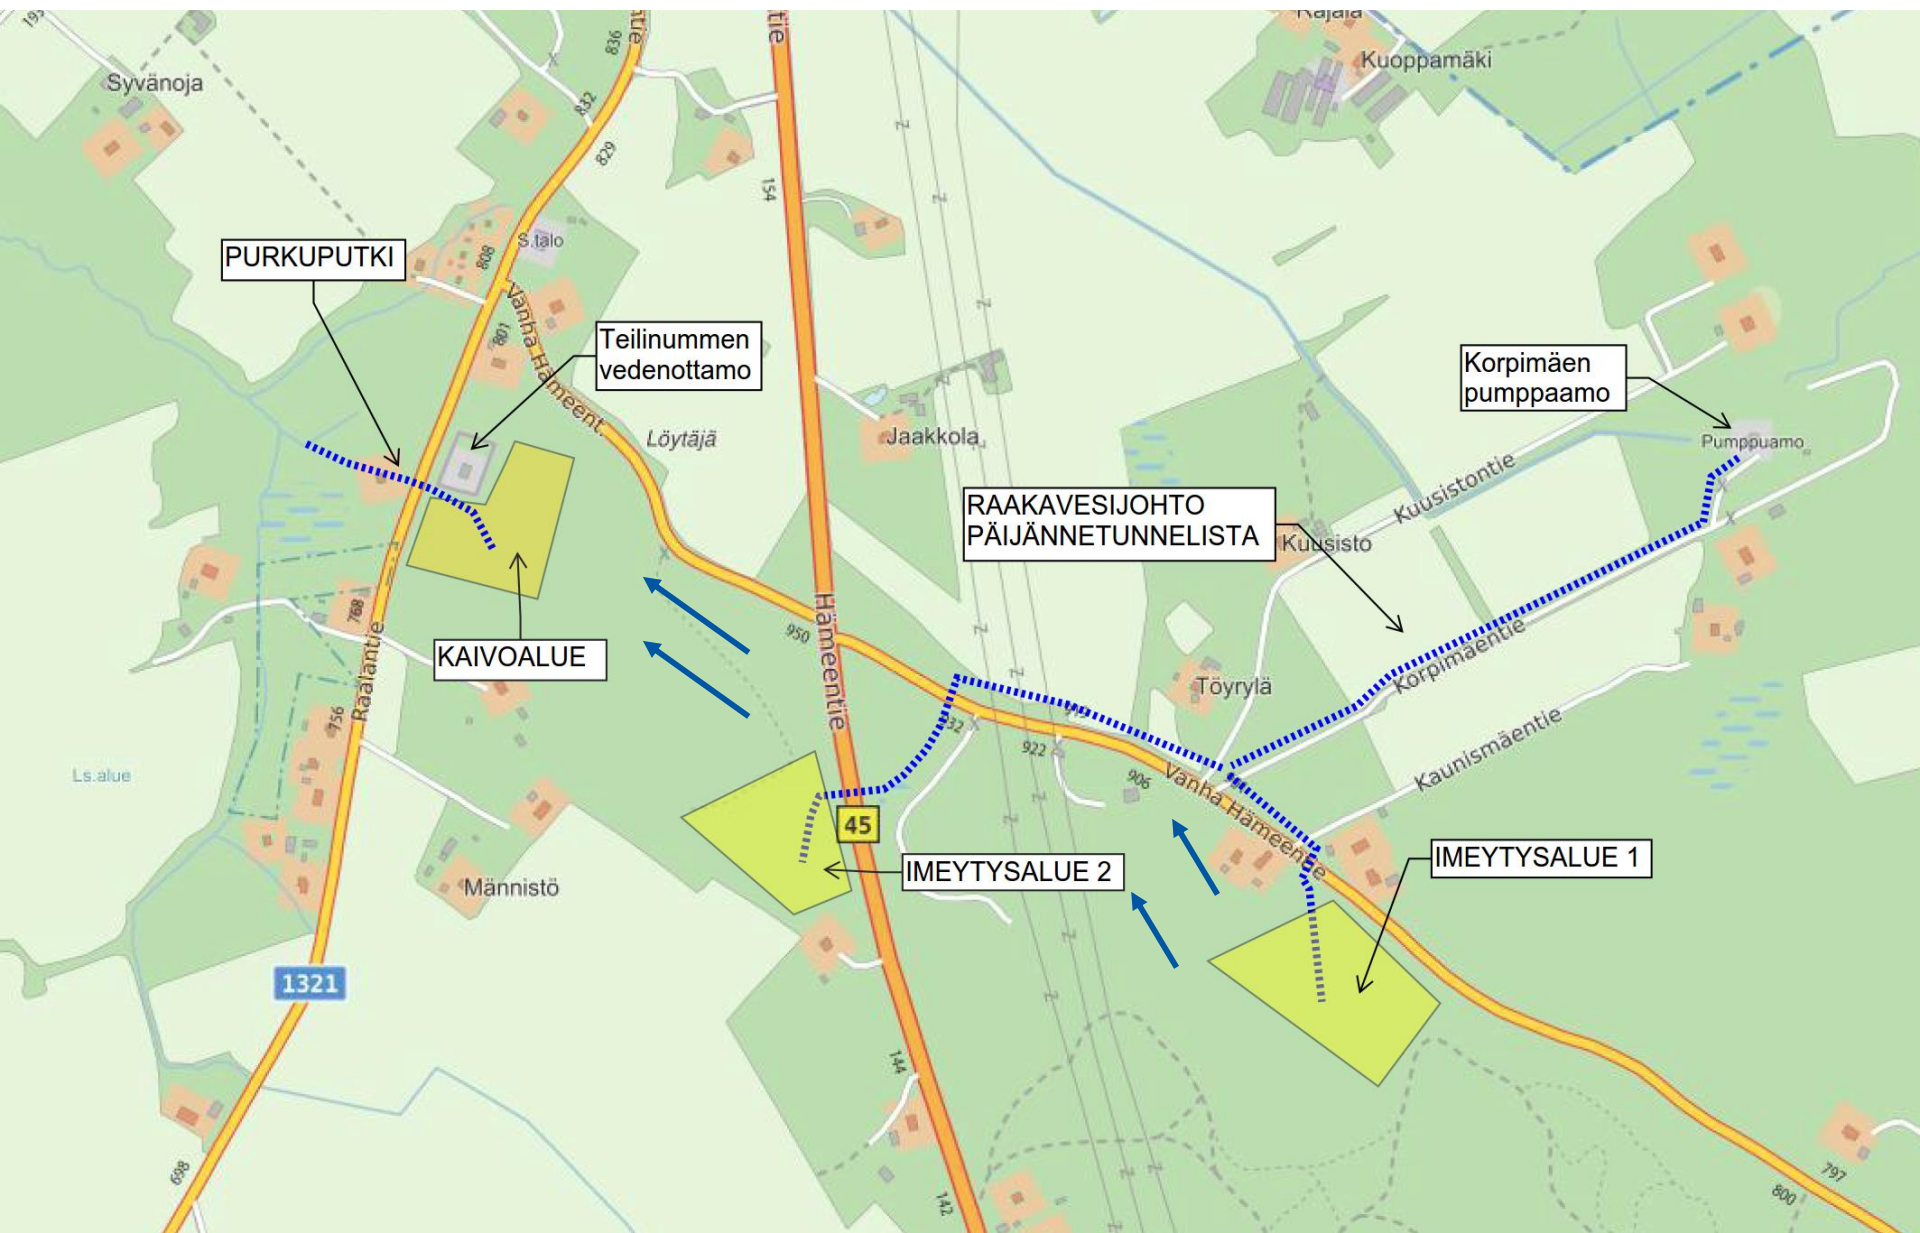 Rajala
Kuoppamäki
Syvänoja
836
832
829
154
S.talo
808
PURKUPUTKI
801
Vanha Hämeent.
Teilinummen
vedenottamo
Löytäjä
Jaakkola
Korpimäen
pumppaamo
Pumppuamo
Kuusistontie
RAAKAVESIJOHTO
PÄIJÄNNETUNNELISTA
Kuusisto
768
950
Hämeentie
KAIVOALUE
Raalantie
756
Korpimäentie
Töyrylä
922
906
Vanha Hämeentie
Kaunismäentie
Ls.alue
45
IMEYTYSALUE 2
IMEYTYSALUE 1
Männistö
1321
144
142
698
797
800